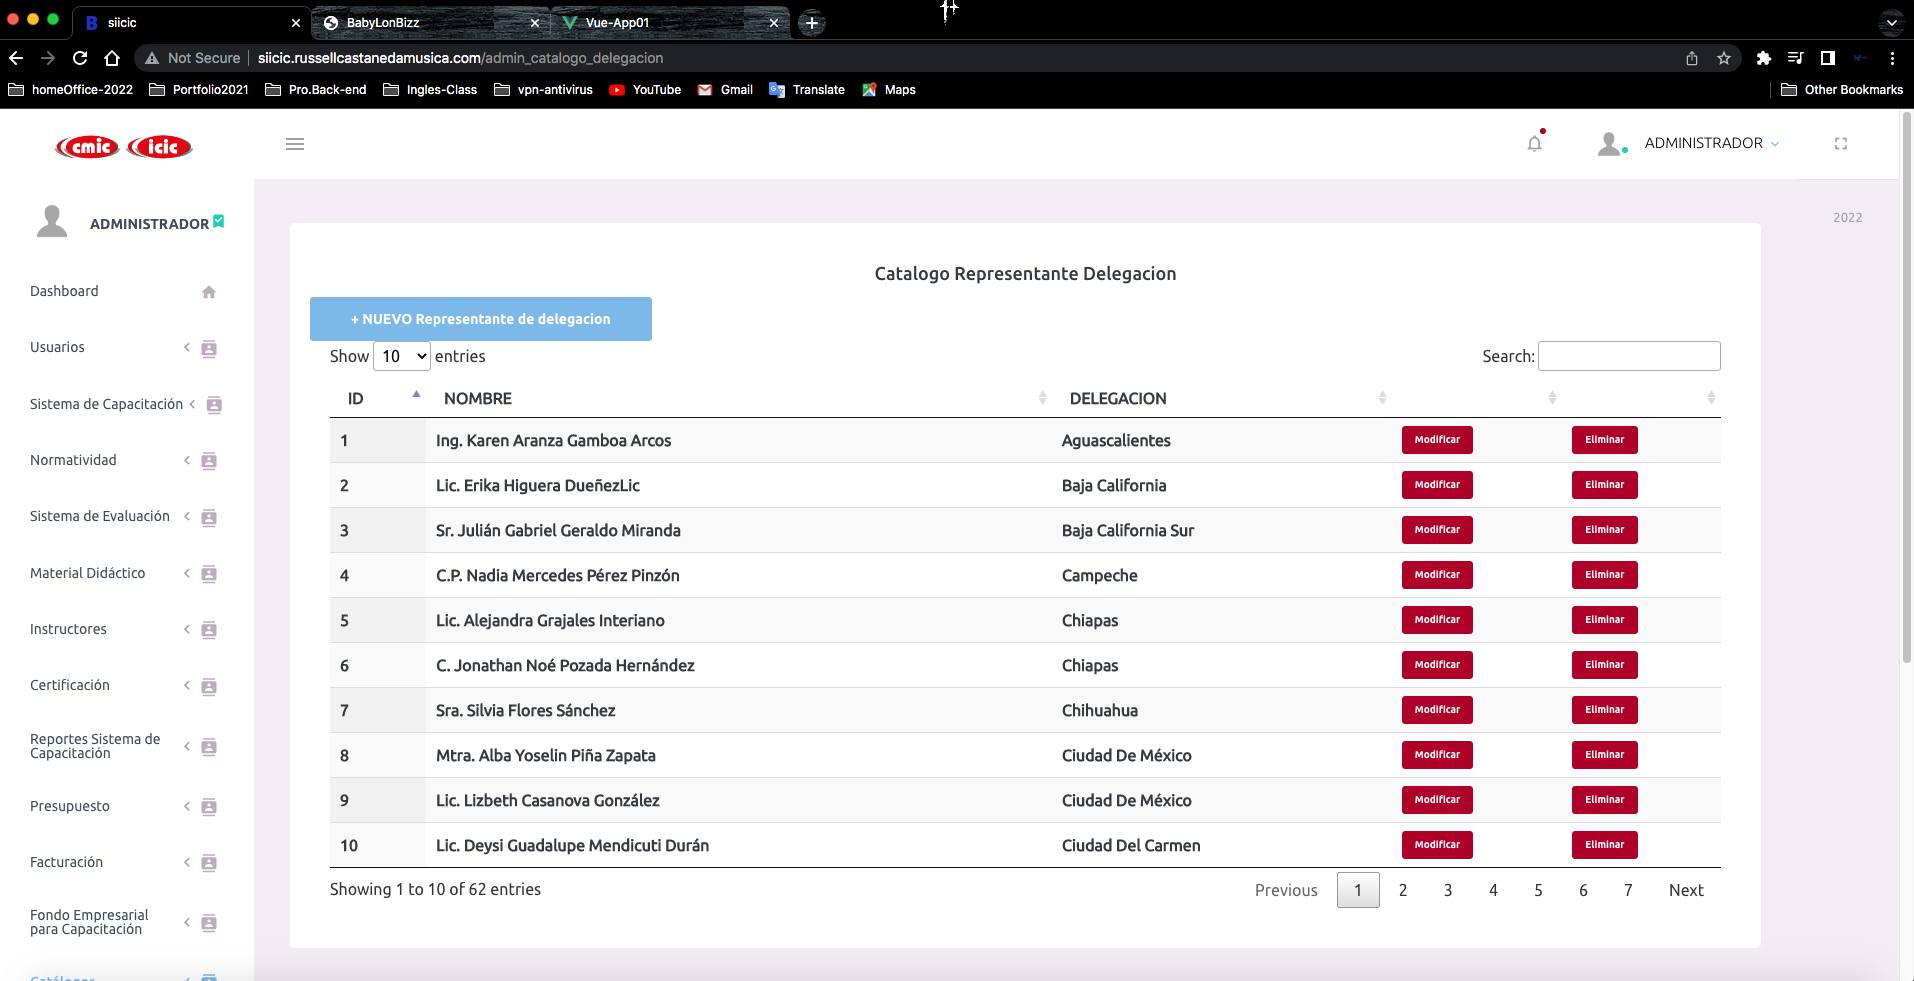 siicic
BabyLonBizz
Vue-App01
Not Secure
siicic.russellcastanedamusica.com/admin_catalogo_delegacion
homeOffice-2022
Portfolio2021
Pro.Back-end
Ingles-Class
vpn-antivirus
YouTube
Gmail
Translate
Maps
Other Bookmarks
cmic icic
ADMINISTRADOR
ADMINISTRADOR
2022
Dashboard
Usuarios
Sistema de Capacitación
Normatividad
Sistema de Evaluación
Material Didáctico
Instructores
Certificación
Reportes Sistema de
Capacitación
Presupuesto
Facturación
Fondo Empresarial
para Capacitación
Catálogos
Catalogo Representante Delegacion
+ NUEVO Representante de delegacion
Show 10 entries
Search:
ID NOMBRE DELEGACION
1 Ing. Karen Aranza Gamboa Arcos Aguascalientes Modificar Eliminar
2 Lic. Erika Higuera DueñezLic Baja California Modificar Eliminar
3 Sr. Julián Gabriel Geraldo Miranda Baja California Sur Modificar Eliminar
4 C.P. Nadia Mercedes Pérez Pinzón Campeche Modificar Eliminar
5 Lic. Alejandra Grajales Interiano Chiapas Modificar Eliminar
6 C. Jonathan Noé Pozada Hernández Chiapas Modificar Eliminar
7 Sra. Silvia Flores Sánchez Chihuahua Modificar Eliminar
8 Mtra. Alba Yoselin Piña Zapata Ciudad De México Modificar Eliminar
9 Lic. Lizbeth Casanova González Ciudad De México Modificar Eliminar
10 Lic. Deysi Guadalupe Mendicuti Durán Ciudad Del Carmen Modificar Eliminar
Showing 1 to 10 of 62 entries
Previous 1 2 3 4 5 6 7 Next